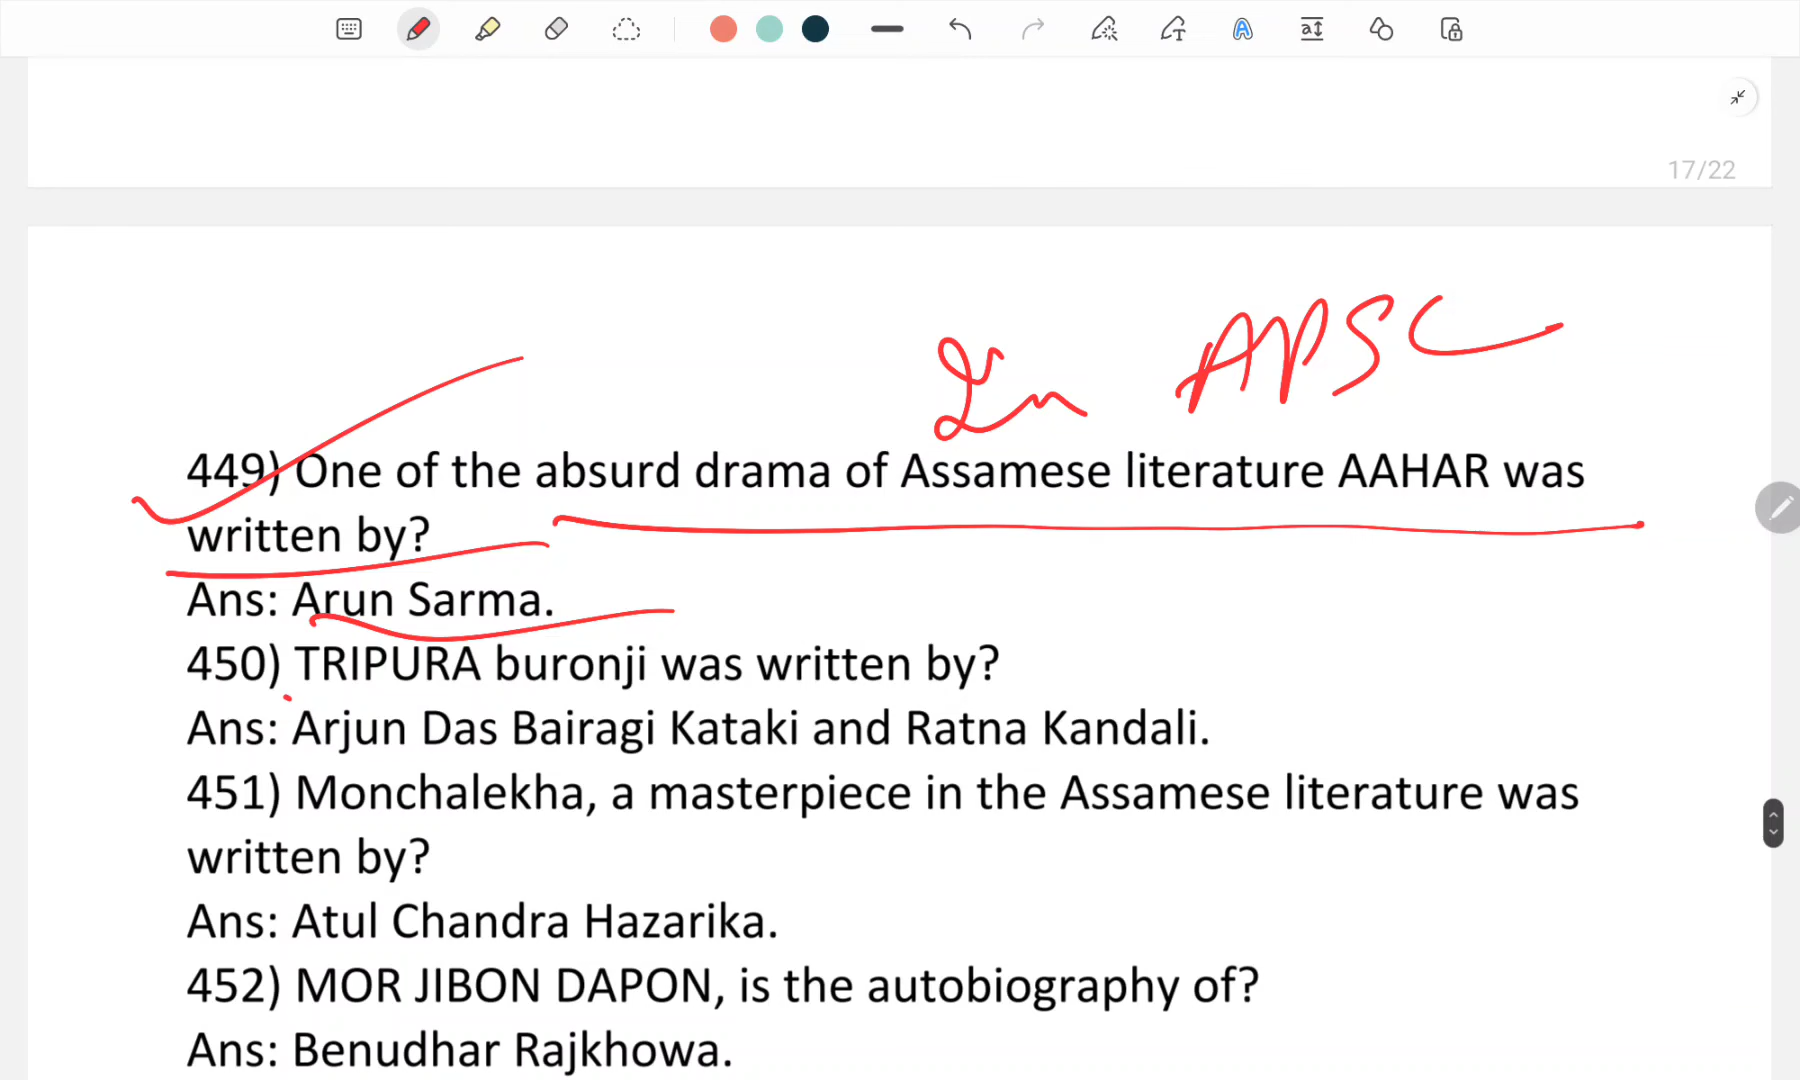 17/22
In APSC
449) One of the absurd drama of Assamese literature AAHAR was
written by?
Ans: Arun Sarma.
450) TRIPURA buronji was written by?
Ans: Arjun Das Bairagi Kataki and Ratna Kandali.
451) Monchalekha, a masterpiece in the Assamese literature was
written by?
Ans: Atul Chandra Hazarika.
452) MOR JIBON DAPON, is the autobiography of?
Ans: Benudhar Rajkhowa.